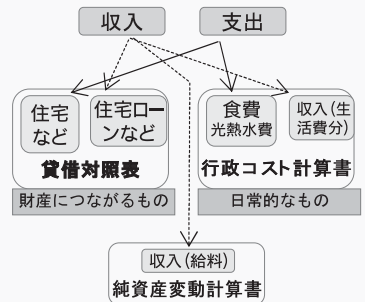 収入
支出
住宅
など
住宅ロー
ンなど
貸借対照表
財産につながるもの
食費
光熱水費
収入(生
活費分)
行政コスト計算書
日常的なもの
収入(給料)
純資産変動計算書